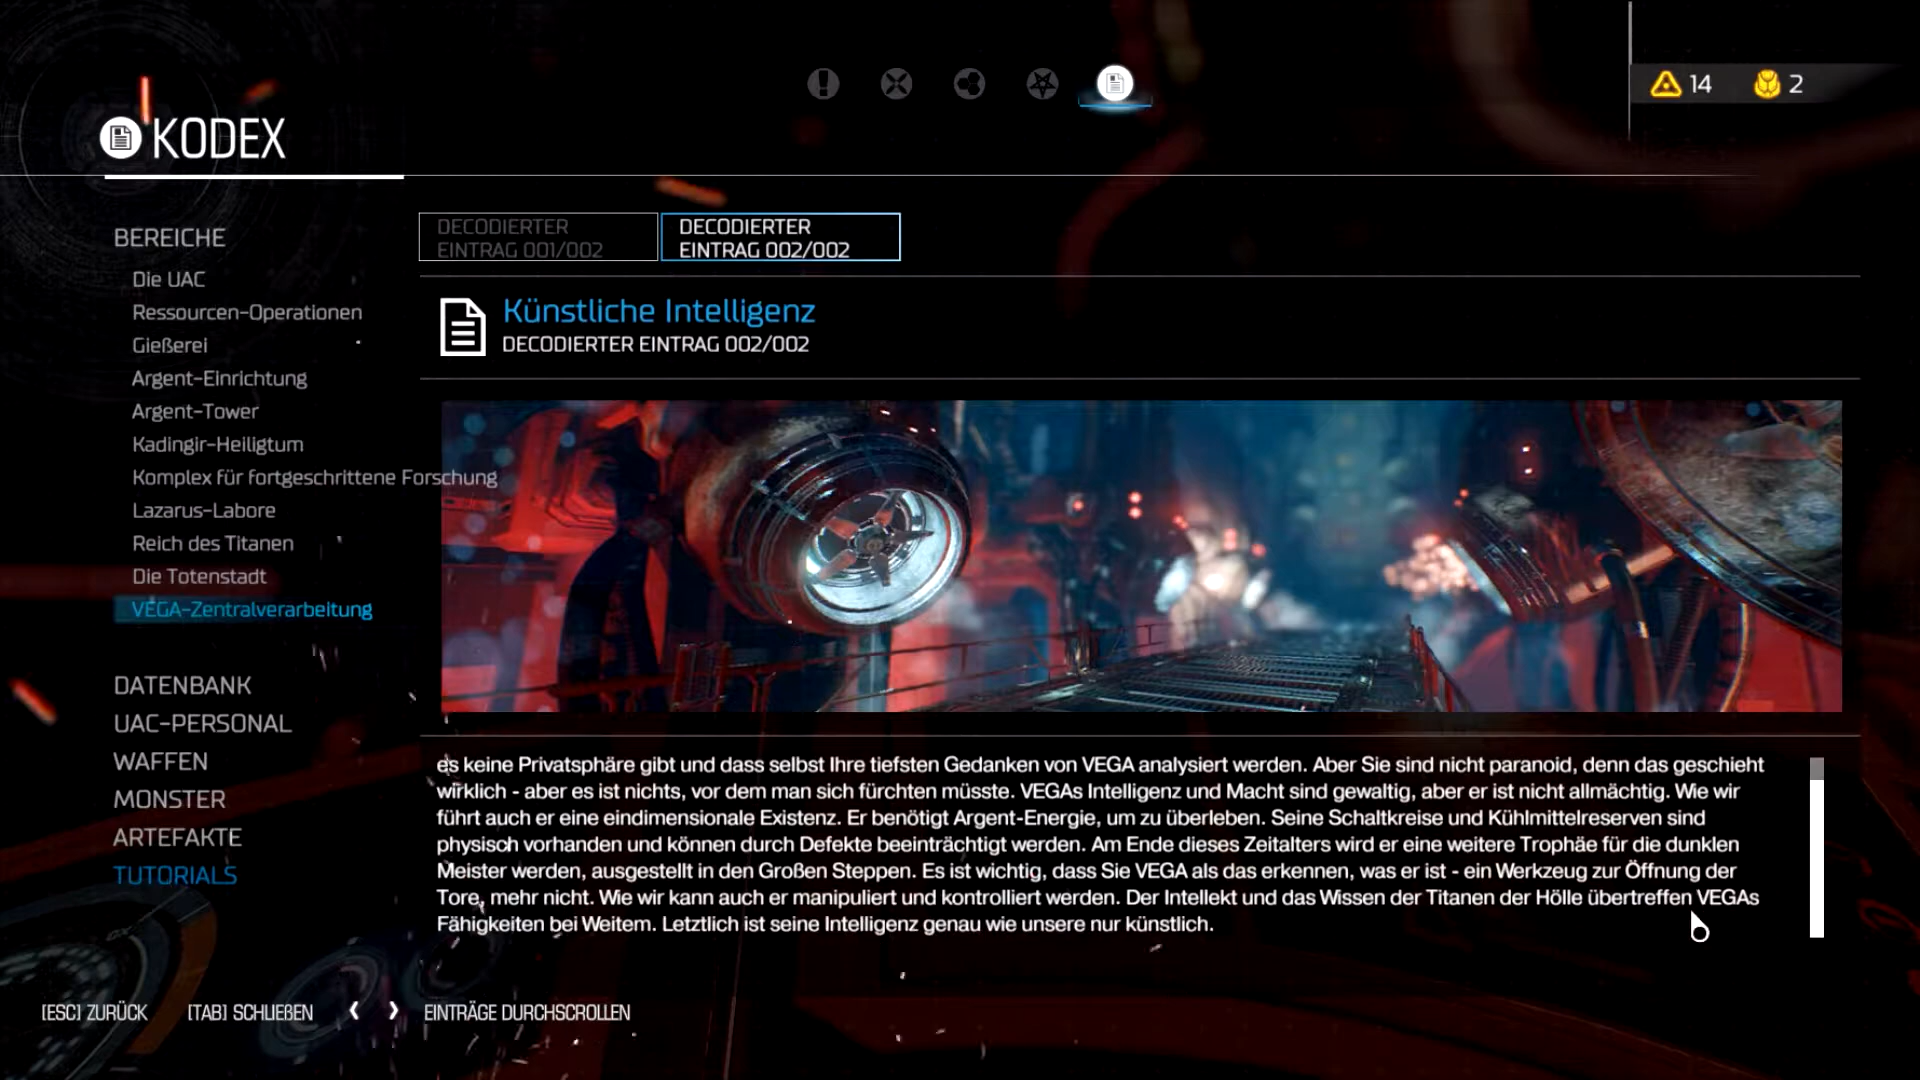 14
2
KODEX
BEREICHE
Die UAC
Ressourcen-Operationen
Gießerei
Argent-Einrichtung
Argent-Tower
Kadingir-Heiligtum
Komplex für fortgeschrittene Forschung
Lazarus-Labore
Reich des Titanen
Die Totenstadt
VEGA-Zentralverarbeitung
DATENBANK
UAC-PERSONAL
WAFFEN
MONSTER
ARTEFAKTE
TUTORIALS
DECODIERTER
EINTRAG 001/002
DECODIERTER
EINTRAG 002/002
Künstliche Intelligenz
DECODIERTER EINTRAG 002/002
es keine Privatsphäre gibt und dass selbst Ihre tiefsten Gedanken von VEGA analysiert werden. Aber Sie sind nicht paranoid, denn das geschieht
wirklich - aber es ist nichts, vor dem man sich fürchten müsste. VEGAs Intelligenz und Macht sind gewaltig, aber er ist nicht allmächtig. Wie wir
führt auch er eine eindimensionale Existenz. Er benötigt Argent-Energie, um zu überleben. Seine Schaltkreise und Kühlmittelreserven sind
physisch vorhanden und können durch Defekte beeinträchtigt werden. Am Ende dieses Zeitalters wird er eine weitere Trophäe für die dunklen
Meister werden, ausgestellt in den Großen Steppen. Es ist wichtig, dass Sie VEGA als das erkennen, was er ist - ein Werkzeug zur Öffnung der
Tore, mehr nicht. Wie wir kann auch er manipuliert und kontrolliert werden. Der Intellekt und das Wissen der Titanen der Hölle übertreffen VEGAs
Fähigkeiten bei Weitem. Letztlich ist seine Intelligenz genau wie unsere nur künstlich.
[ESC] ZURÜCK [TAB] SCHLIEßEN EINTRÄGE DURCHSCROLLEN